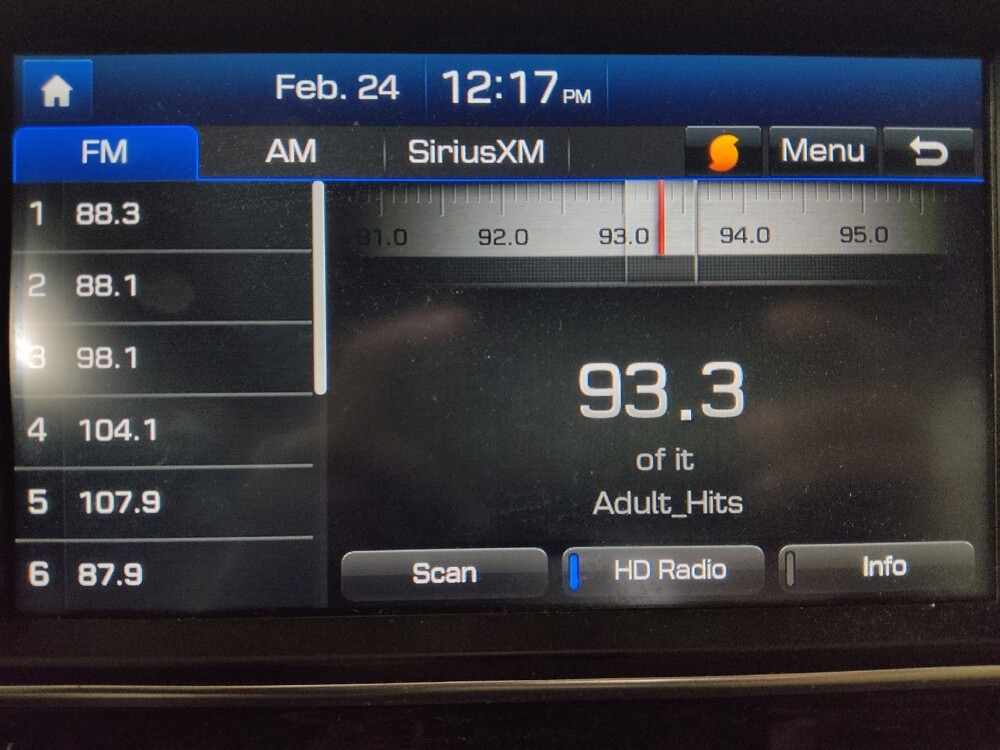 Feb. 24 12:17 PM
FM AM SiriusXM Menu
1 88.3
2 88.1
3 98.1
4 104.1
5 107.9
6 87.9
91.0 92.0 93.0 94.0 95.0
93.3
of it
Adult_Hits
Scan HD Radio Info